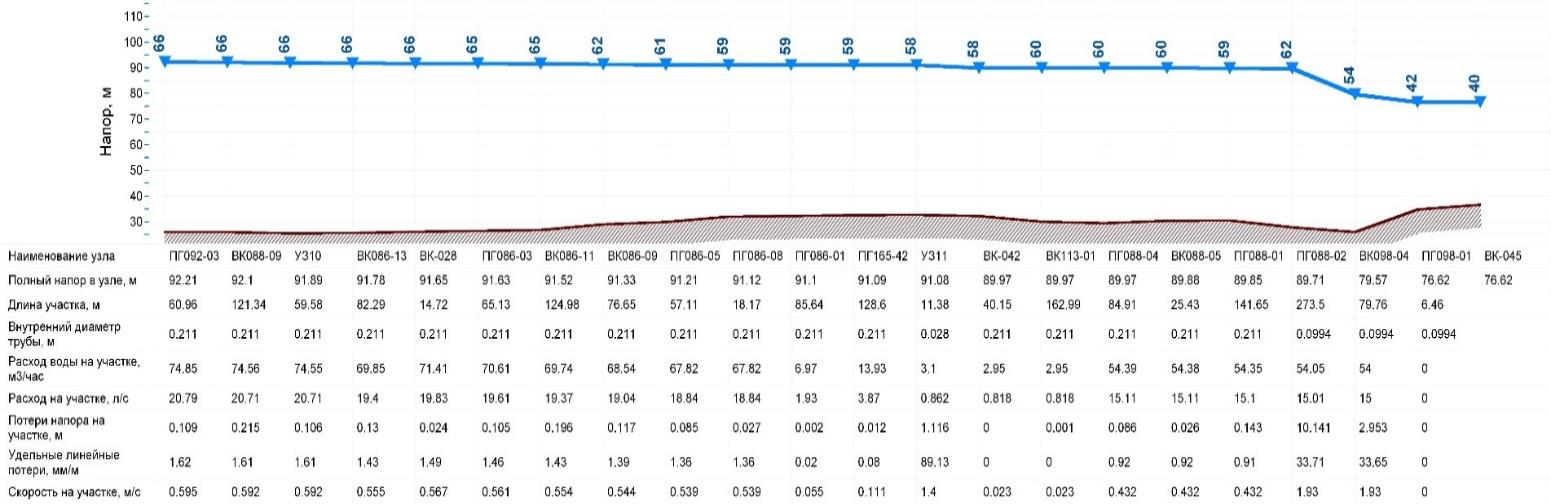 110
100
90
80
70
60
50
40
30
Напор, м
66 66 66 66 66 65 65 62 61 59 59 59 58 58 60 60 60 59 62 54 42 40
Наименование узла ПГ092-03 ВК088-09 УЗ10 ВК086-13 ВК-028 ПГ086-03 ВК086-11 ВК086-09 ПГ086-05 ПГ086-08 ПГ086-01 ПГ165-42 УЗ11 ВК-042 ВК113-01 ПГ088-04 ВК088-05 ПГ088-01 ПГ088-02 ВК098-04 ПГ098-01 ВК-045
Полный напор в узле, м 92.21 92.1 91.89 91.78 91.65 91.63 91.52 91.33 91.21 91.12 91.1 91.09 91.08 89.97 89.97 89.97 89.88 89.85 89.71 79.57 76.62 76.62
Длина участка, м 60.96 121.34 59.58 82.29 14.72 65.13 124.98 76.65 57.11 18.17 85.64 128.6 11.38 40.15 162.99 84.91 25.43 141.65 273.5 79.76 6.46
Внутренний диаметр
трубы, м 0.211 0.211 0.211 0.211 0.211 0.211 0.211 0.211 0.211 0.211 0.211 0.211 0.028 0.211 0.211 0.211 0.211 0.211 0.0994 0.0994 0.0994
Расход воды на участке,
м3/час 74.85 74.56 74.55 69.85 71.41 70.61 69.74 68.54 67.82 67.82 6.97 13.93 3.1 2.95 2.95 54.39 54.38 54.35 54.05 54 0
Расход на участке, л/с 20.79 20.71 20.71 19.4 19.83 19.61 19.37 19.04 18.84 18.84 1.93 3.87 0.862 0.818 0.818 15.11 15.11 15.1 15.01 15 0
Потери напора на
участке, м 0.109 0.215 0.106 0.13 0.024 0.105 0.196 0.117 0.085 0.027 0.002 0.012 1.116 0 0.001 0.086 0.026 0.143 10.141 2.953 0
Удельные линейные
потери, мм/м 1.62 1.61 1.61 1.43 1.49 1.46 1.43 1.39 1.36 1.36 0.02 0.08 89.13 0 0 0.92 0.92 0.91 33.71 33.65 0
Скорость на участке, м/с 0.595 0.592 0.592 0.555 0.567 0.561 0.554 0.544 0.539 0.539 0.055 0.111 1.4 0.023 0.023 0.432 0.432 0.432 1.93 1.93 0